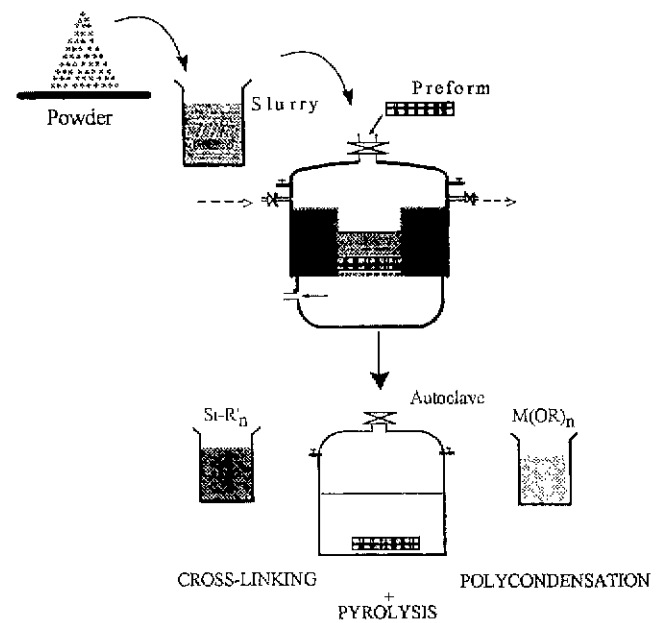 Preform
Slurry
Powder
Autoclave
Si-R'n
M(OR)n
CROSS-LINKING
+
POLYCONDENSATION
PYROLYSIS